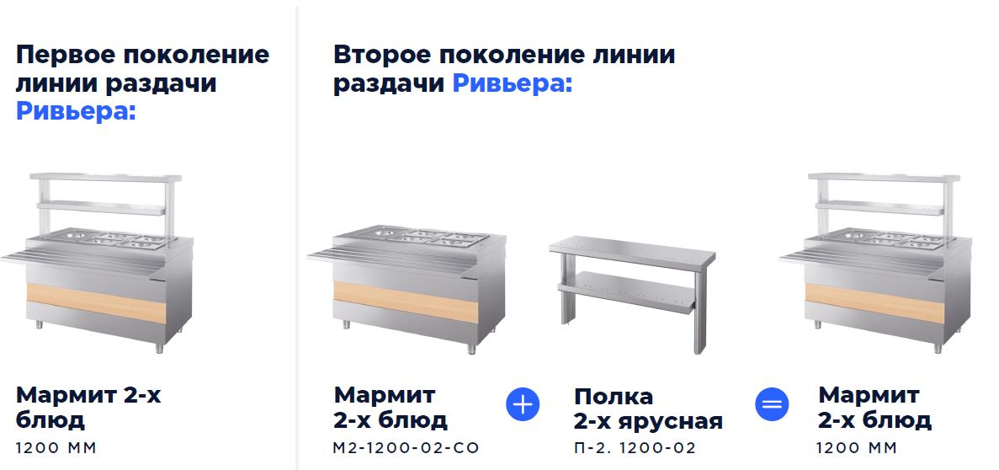 Первое поколение
линии раздачи
Ривьера:
Второе поколение линии
раздачи Ривьера:
Мармит 2-х
блюд
1200 ММ
Мармит
2-х блюд
М2-1200-02-СО
+
Полка
2-х ярусная
П-2. 1200-02
=
Мармит
2-х блюд
1200 ММ